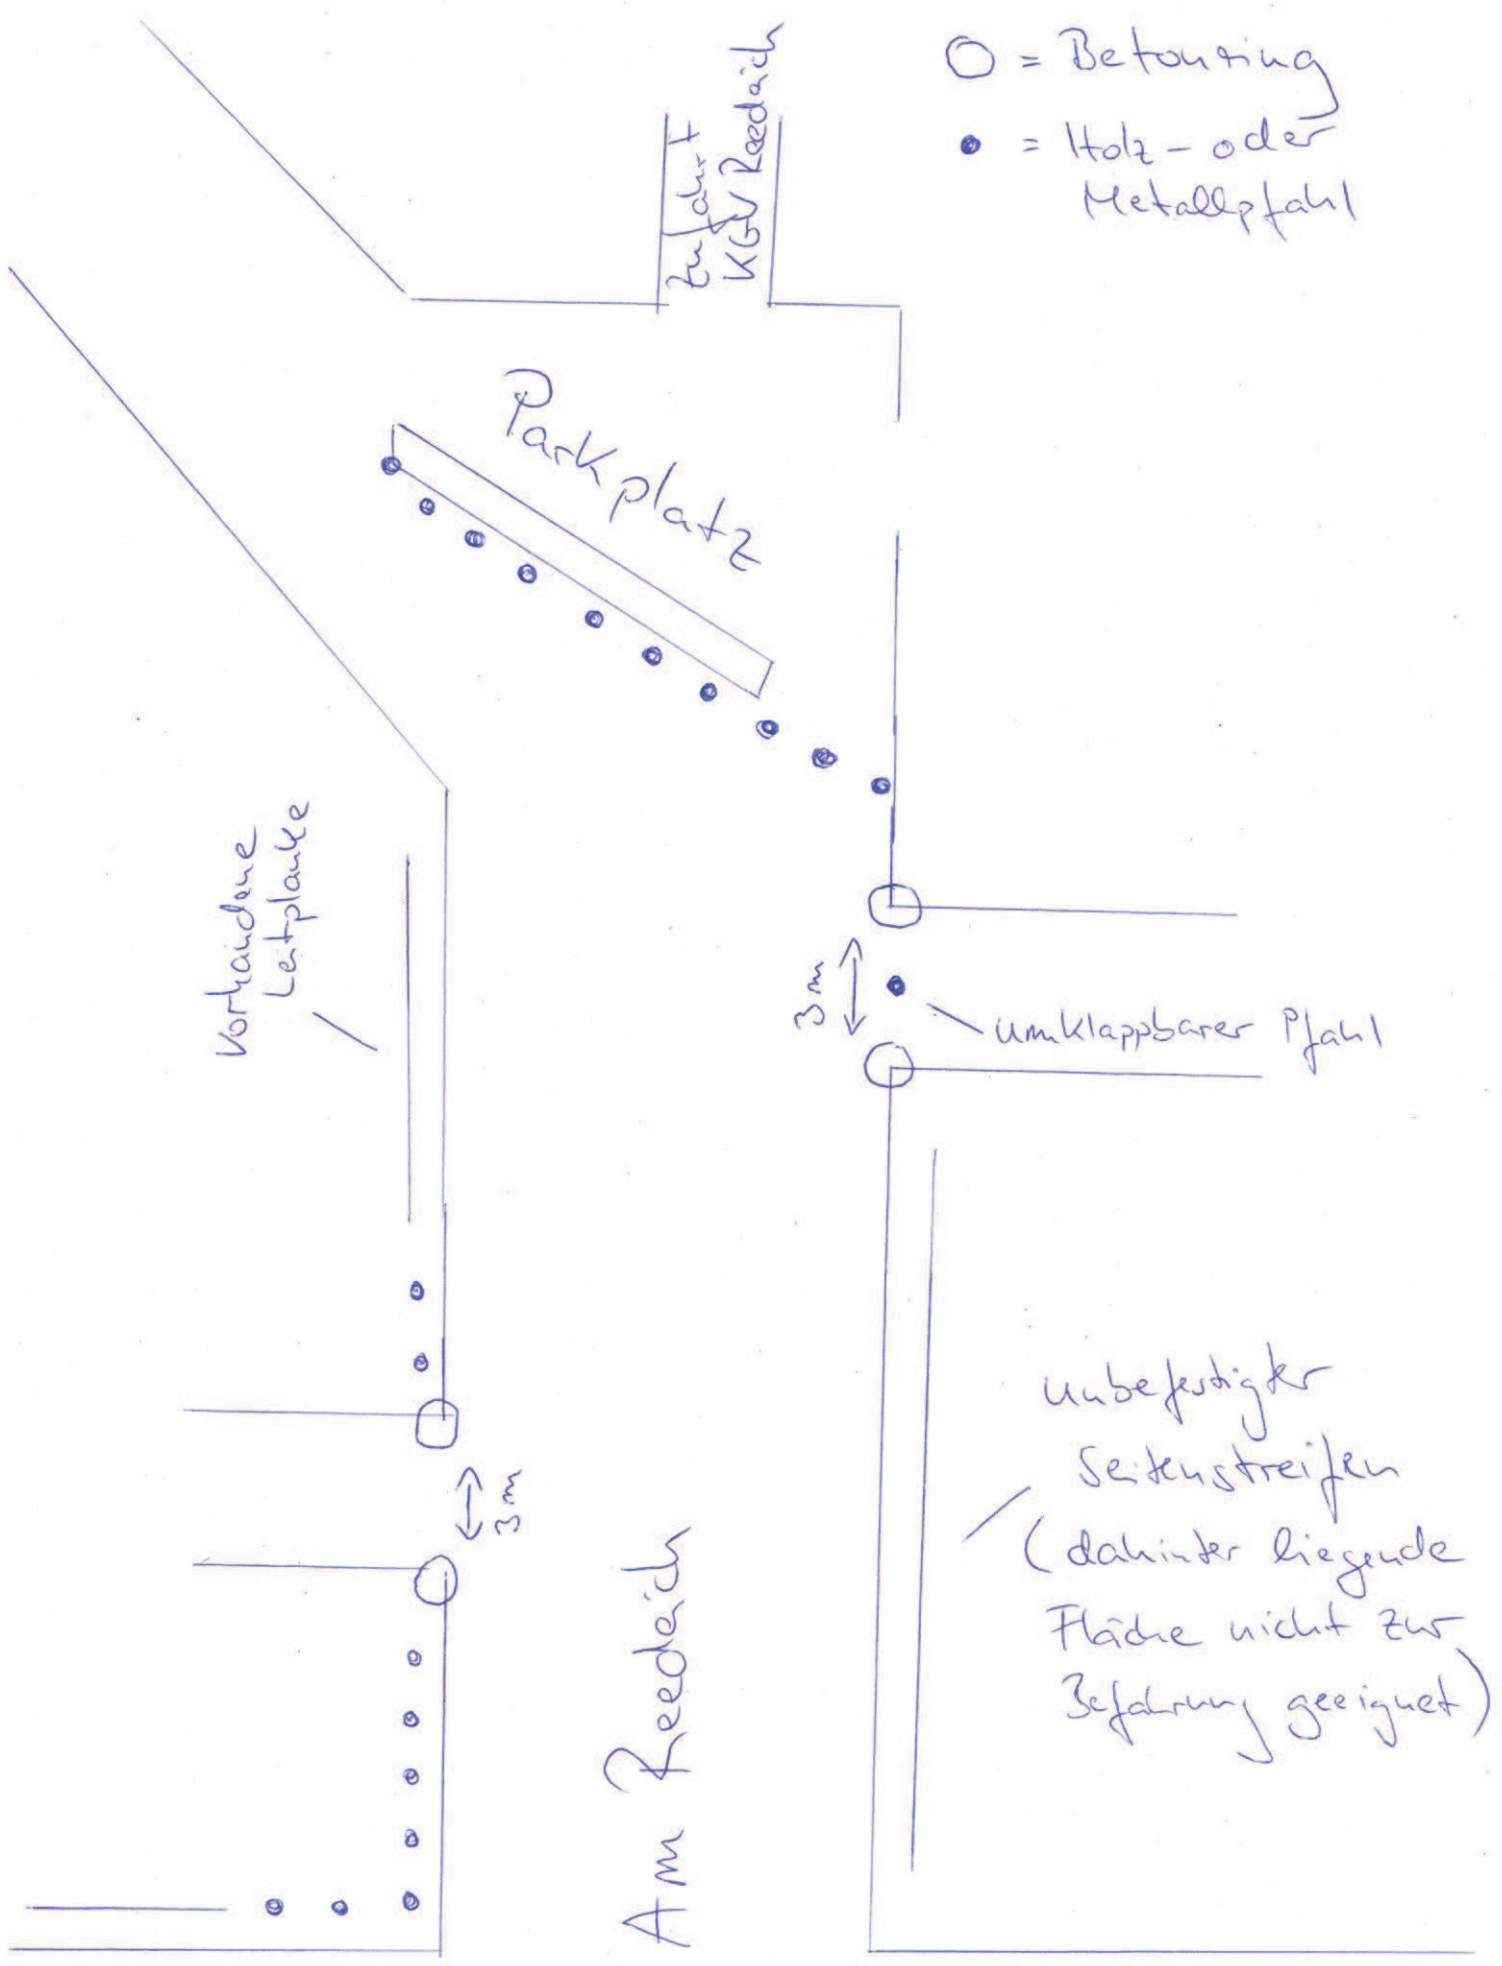 O = Betonring
• = Holz- oder
Metallpfahl
Zufahrt
KGV Reedeich
Parkplatz
Vorhandene
Leitplanke
3m
umklappbarer Pfahl
3m
Am Reedeich
unbefestigter
Seitenstreifen
(dahinter liegende
Fläche nicht zur
Befahrung geeignet)